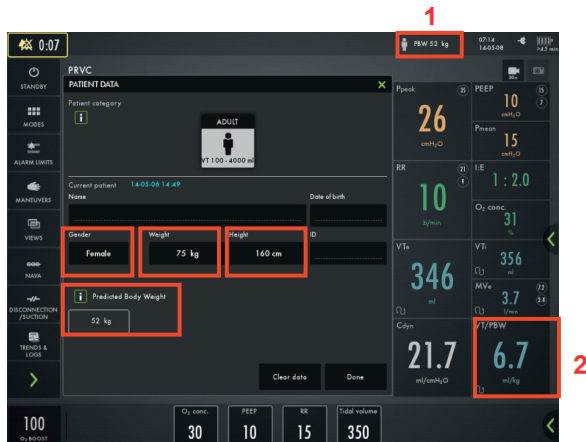 1
0:07
PBW 52 kg
07:14
14-05-08
>4.5 min
STANDBY
PRVC
PATIENT DATA
30s
Patient category
i
ADULT
VT 100 - 4000 ml
MODES
ALARM LIMITS
Current patient 14-05-06 14:49
Name
Date of birth
MANEUVERS
Gender
Weight
Height
ID
Female
75 kg
160 cm
VIEWS
NAVA
i Predicted Body Weight
52 kg
DISCONNECTION
/SUCTION
TRENDS &
LOGS
Clear data
Done
Ppeak
35
26
cmH₂O
PEEP
15
10
7
cmH₂O
Pmean
15
cmH₂O
RR
21
9
10
b/min
I:E
1 : 2.0
O₂ conc.
31
%
VTe
346
ml
VTi
356
ml
MVe
3.7
l/min
Cdyn
21.7
ml/cmH₂O
VT/PBW
6.7
ml/kg
2
100
O₂ BOOST
O₂ conc.
30
PEEP
10
RR
15
Tidal volume
350